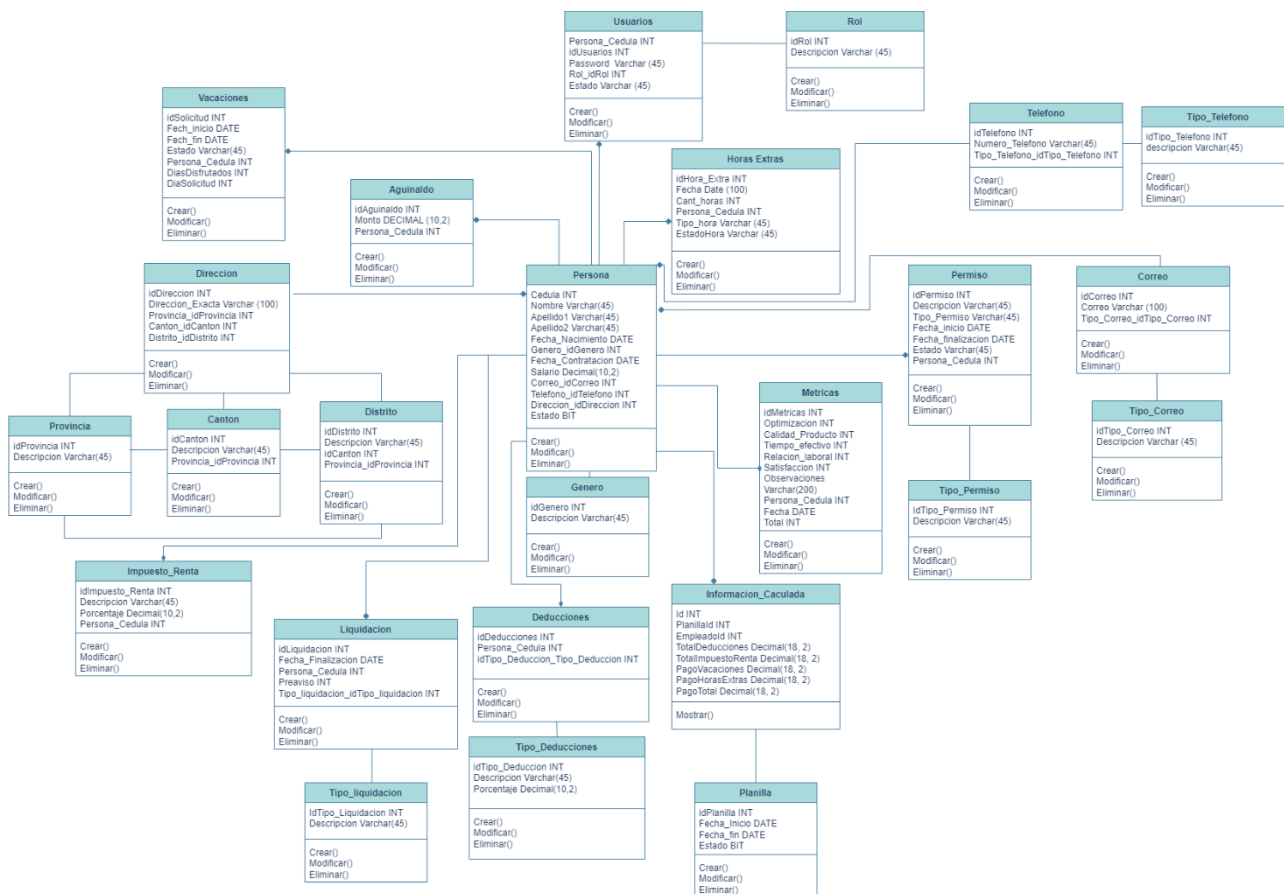 Usuarios
Persona_Cedula INT
idUsuarios INT
Password Varchar (45)
Rol_idRol INT
Estado Varchar (45)
Crear()
Modificar()
Eliminar()
Rol
idRol INT
Descripcion Varchar (45)
Crear()
Modificar()
Eliminar()
Vacaciones
idSolicitud INT
Fech_inicio DATE
Fech_fin DATE
Estado Varchar(45)
Persona_Cedula INT
DiasDisfrutados INT
DiaSolicitud INT
Crear()
Modificar()
Eliminar()
Telefono
idTelefono INT
Numero_Telefono Varchar(45)
Tipo_Telefono_idTipo_Telefono INT
Crear()
Modificar()
Eliminar()
Tipo_Telefono
idTipo_Telefono INT
descripcion Varchar(45)
Crear()
Modificar()
Eliminar()
Horas Extras
idHora_Extra INT
Fecha Date (100)
Cant_horas INT
Persona_Cedula INT
Tipo_hora Varchar (45)
EstadoHora Varchar (45)
Crear()
Modificar()
Eliminar()
Aguinaldo
idAguinaldo INT
Monto DECIMAL (10,2)
Persona_Cedula INT
Crear()
Modificar()
Eliminar()
Direccion
idDireccion INT
Direccion_Exacta Varchar (100)
Provincia_idProvincia INT
Canton_idCanton INT
Distrito_idDistrito INT
Crear()
Modificar()
Eliminar()
Persona
Cedula INT
Nombre Varchar(45)
Apellido1 Varchar(45)
Apellido2 Varchar(45)
Fecha_Nacimiento DATE
Genero_idGenero INT
Fecha_Contratacion DATE
Salario Decimal(10,2)
Correo_idCorreo INT
Telefono_idTelefono INT
Direccion_idDireccion INT
Estado BIT
Crear()
Modificar()
Eliminar()
Permiso
idPermiso INT
Descripcion Varchar(45)
Tipo_Permiso Varchar(45)
Fecha_inicio DATE
Fecha_finalizacion DATE
Estado Varchar(45)
Persona_Cedula INT
Crear()
Modificar()
Eliminar()
Correo
idCorreo INT
Correo Varchar (100)
Tipo_Correo_idTipo_Correo INT
Crear()
Modificar()
Eliminar()
Provincia
idProvincia INT
Descripcion Varchar(45)
Crear()
Modificar()
Eliminar()
Canton
idCanton INT
Descripcion Varchar(45)
Provincia_idProvincia INT
Crear()
Modificar()
Eliminar()
Distrito
idDistrito INT
Descripcion Varchar(45)
idCanton INT
Provincia_idProvincia INT
Crear()
Modificar()
Eliminar()
Metricas
idMetricas INT
Optimizacion INT
Calidad_Producto INT
Tiempo_efectivo INT
Relacion_laboral INT
Satisfaccion INT
Observaciones
Varchar(200)
Persona_Cedula INT
Fecha DATE
Total INT
Crear()
Modificar()
Eliminar()
Tipo_Correo
idTipo_Correo INT
Descripcion Varchar (45)
Crear()
Modificar()
Eliminar()
Genero
idGenero INT
Descripcion Varchar(45)
Crear()
Modificar()
Eliminar()
Tipo_Permiso
IdTipo_Permiso INT
Descripcion Varchar(45)
Crear()
Modificar()
Eliminar()
Impuesto_Renta
idImpuesto_Renta INT
Descripcion Varchar(45)
Porcentaje Decimal(10,2)
Persona_Cedula INT
Crear()
Modificar()
Eliminar()
Liquidacion
idLiquidacion INT
Fecha_Finalizacion DATE
Persona_Cedula INT
Preaviso INT
Tipo_liquidacion_idTipo_liquidacion INT
Crear()
Modificar()
Eliminar()
Deducciones
idDeducciones INT
Persona_Cedula INT
idTipo_Deduccion_Tipo_Deduccion INT
Crear()
Modificar()
Eliminar()
Informacion_Caculada
Id INT
PlanillaId INT
EmpleadoId INT
TotalDeducciones Decimal(18, 2)
TotalImpuestoRenta Decimal(18, 2)
PagoVacaciones Decimal(18, 2)
PagoHorasExtras Decimal(18, 2)
PagoTotal Decimal(18, 2)
Mostrar()
Tipo_Deducciones
idTipo_Deduccion INT
Descripcion Varchar(45)
Porcentaje Decimal(10,2)
Crear()
Modificar()
Eliminar()
Tipo_liquidacion
IdTipo_Liquidacion INT
Descripcion Varchar(45)
Crear()
Modificar()
Eliminar()
Planilla
idPlanilla INT
Fecha_Inicio DATE
Fecha_fin DATE
Estado BIT
Crear()
Modificar()
Eliminar()